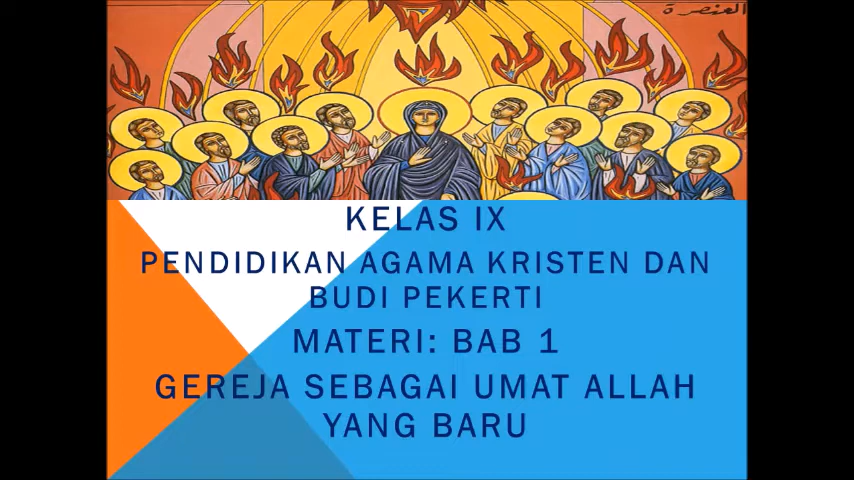 العنصرة
KELAS IX
PENDIDIKAN AGAMA KRISTEN DAN
BUDI PEKERTI
MATERI: BAB 1
GEREJA SEBAGAI UMAT ALLAH
YANG BARU